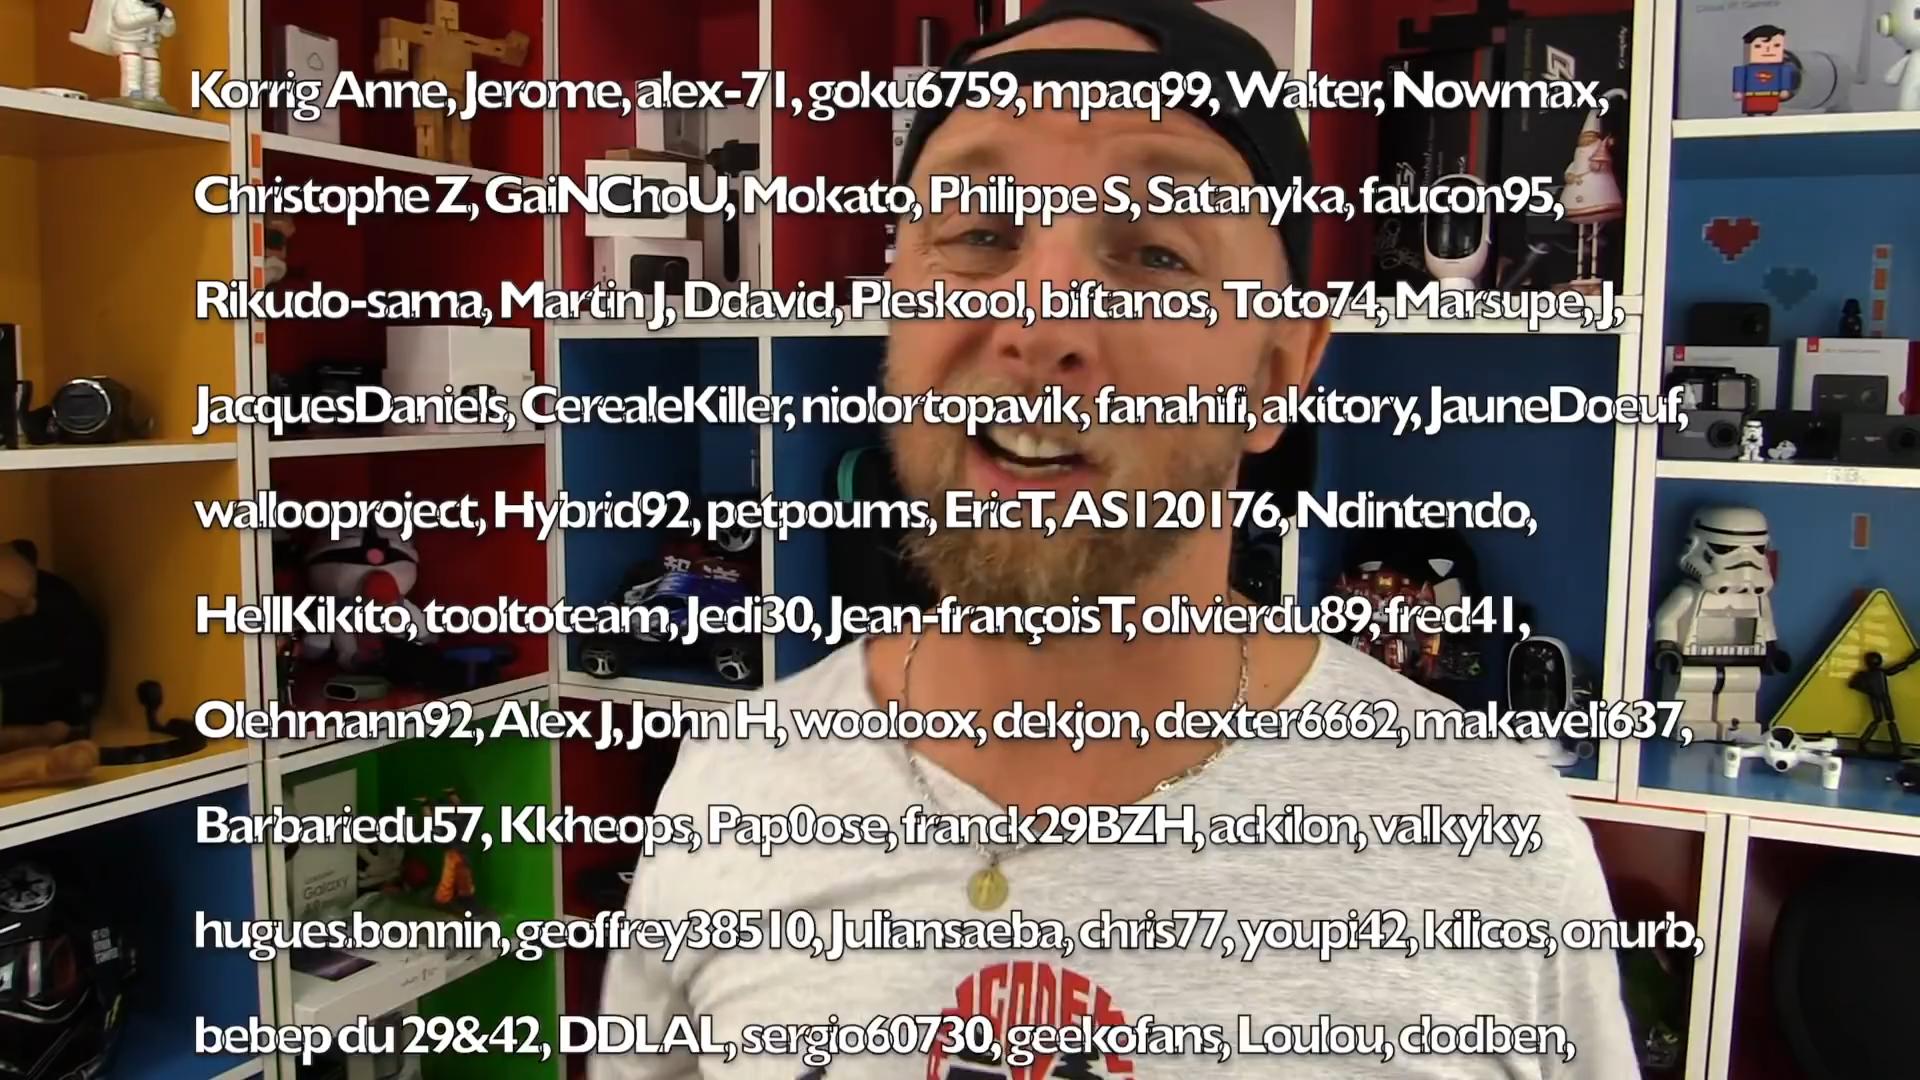 Korrig Anne, Jerome, alex-71, goku6759, mpaq99, Walter, Nowmax,
Christophe Z, GaiNChoU, Mokato, Philippe S, Satanyka, faucon95,
Rikudo-sama, Martin J, Ddavid, Pleskool, biftanos, Toto74, Marsupe, J,
JacquesDaniels, CerealeKiller, niolortopavik, fanahifi, akitory, JauneDoeuf,
wallooproject, Hybrid92, petpoums, EricT, AS120176, Ndintendo,
HellKikito, tooltoteam, Jedi30, Jean-françoisT, olivierdu89, fred41,
Olehmann92, Alex J, John H, wooloox, dekjon, dexter6662, makaveli637,
Barbariedu57, Kkheops, Pap0ose, franck29BZH, ackilon, valkyky,
hugues.bonnin, geoffrey38510, Juliansaeba, chris77, youpi42, kilicos, onurb,
bebep du 29&42, DDLAL, sergio60730, geekofans, Loulou, clodben,
Galaxy
CODE